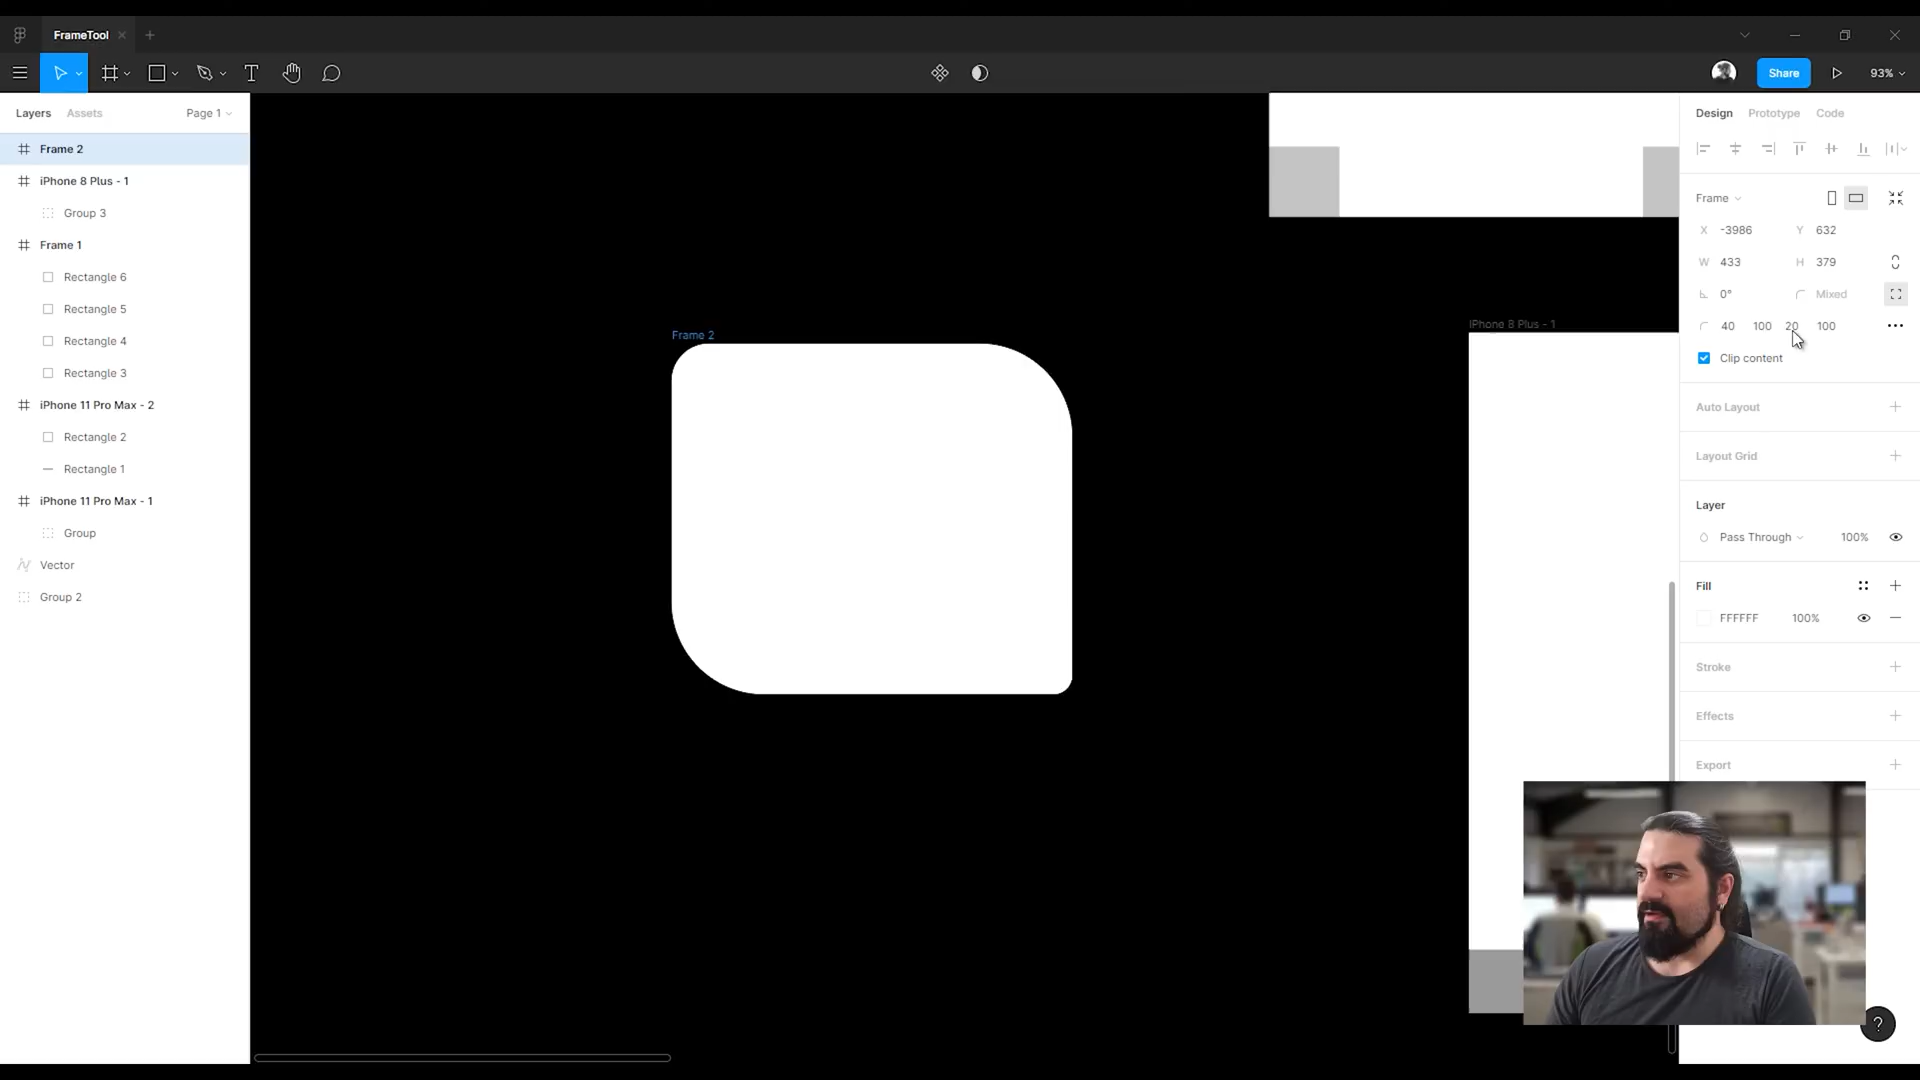 FrameTool
Share
93%
Layers
Assets
Page 1
Frame 2
iPhone 8 Plus - 1
Group 3
Frame 1
Rectangle 6
Rectangle 5
Rectangle 4
Rectangle 3
iPhone 11 Pro Max - 2
Rectangle 2
Rectangle 1
iPhone 11 Pro Max - 1
Group
Vector
Group 2
Frame 2
iPhone 8 Plus - 1
Design
Prototype
Code
Frame
X -3986 Y 632
W 433 H 379
0° Mixed
40 100 20 100
Clip content
Auto Layout
Layout Grid
Layer
Pass Through 100%
Fill
FFFFFF 100%
Stroke
Effects
Export
?